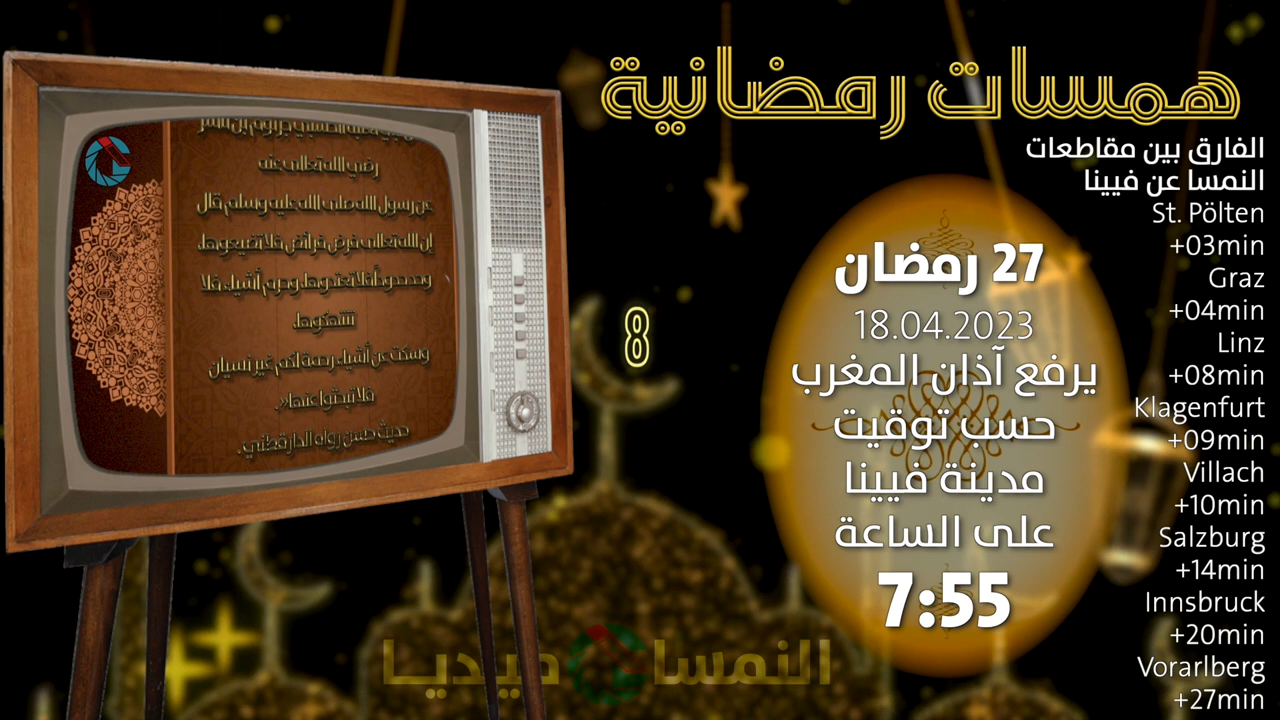 همسات رمضانية
الفارق بين مقاطعات
النمسا عن فيينا
St. Pölten
+03min
Graz
+04min
Linz
+08min
Klagenfurt
+09min
Villach
+10min
Salzburg
+14min
Innsbruck
+20min
Vorarlberg
+27min
27 رمضان
18.04.2023
يرفع آذان المغرب
حسب توقيت
مدينة فيينا
على الساعة
7:55
8
رضي الله تعالى عنه
عن رسول الله صلى الله عليه وسلم قال
إن الله تعالى فرض فرائض فلا تضيعوها،
وحد حدوداً فلا تعتدوها، وحرم أشياء فلا
تنتهكوها،
وسكت عن أشياء رحمة لكم غير نسيان
فلا تبحثوا عنها».
حديث حسن رواه الدارقطني.
النمسا ميديا